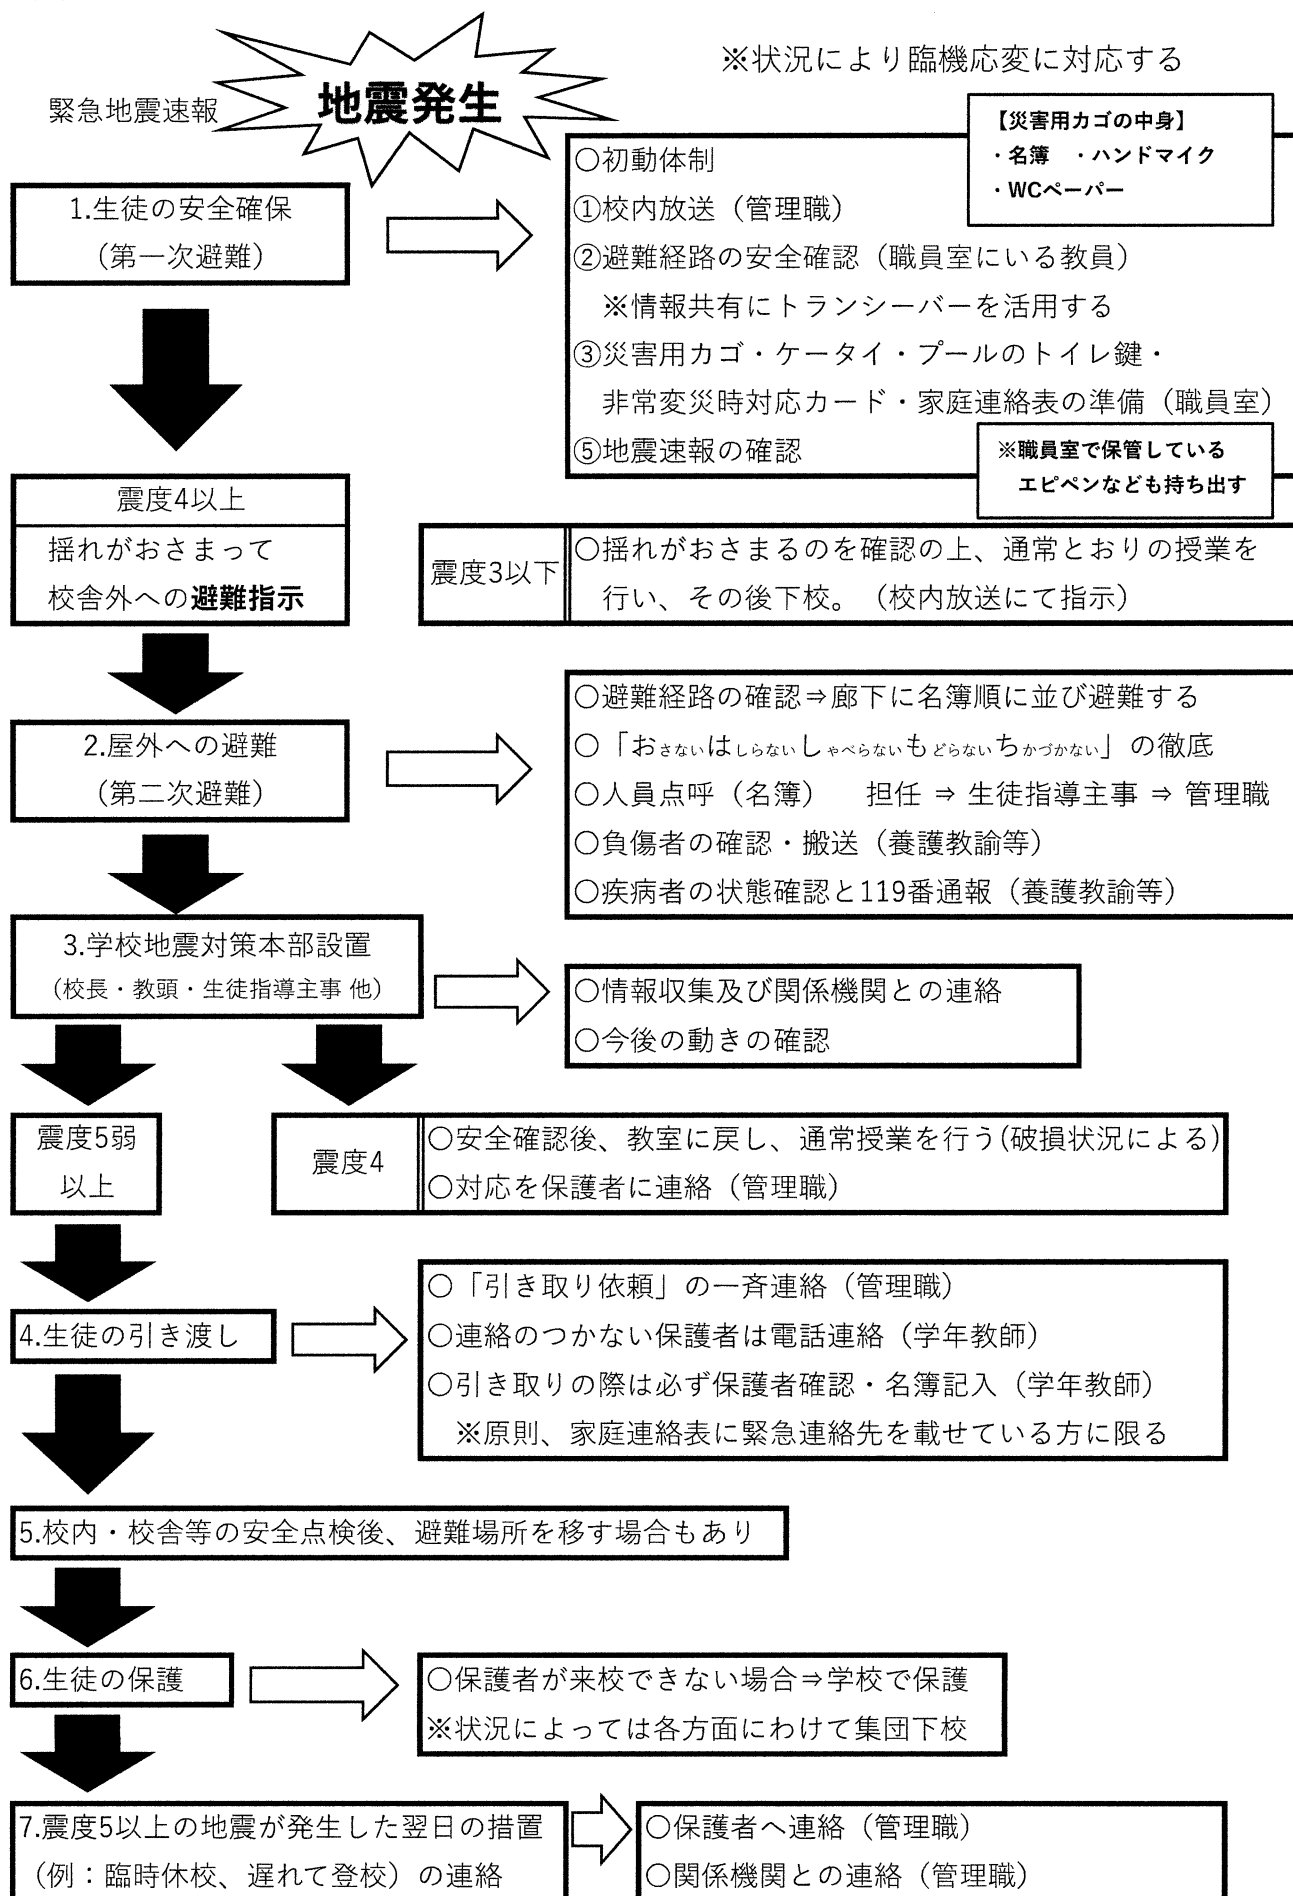 ※状況により臨機応変に対応する
緊急地震速報
地震発生
【災害用カゴの中身】
・名簿　・ハンドマイク
・WCペーパー
1.生徒の安全確保
(第一次避難)
〇初動体制
①校内放送（管理職）
②避難経路の安全確認（職員室にいる教員）
※情報共有にトランシーバーを活用する
③災害用カゴ・ケータイ・プールのトイレ鍵・
非常変災時対応カード・家庭連絡表の準備（職員室）
⑤地震速報の確認
※職員室で保管している
エピペンなども持ち出す
震度4以上
揺れがおさまって
校舎外への避難指示
震度3以下
〇揺れがおさまるのを確認の上、通常とおりの授業を
行い、その後下校。（校内放送にて指示）
2.屋外への避難
(第二次避難)
〇避難経路の確認⇒廊下に名簿順に並び避難する
〇「おさないはしらないしゃべらないもどらないちかづかない」の徹底
〇人員点呼（名簿）　担任 ⇒ 生徒指導主事 ⇒ 管理職
〇負傷者の確認・搬送（養護教諭等）
〇疾病者の状態確認と119番通報（養護教諭等）
3.学校地震対策本部設置
（校長・教頭・生徒指導主事 他）
〇情報収集及び関係機関との連絡
〇今後の動きの確認
震度5弱
以上
震度4
〇安全確認後、教室に戻し、通常授業を行う(破損状況による)
〇対応を保護者に連絡（管理職）
4.生徒の引き渡し
〇「引き取り依頼」の一斉連絡（管理職）
〇連絡のつかない保護者は電話連絡（学年教師）
〇引き取りの際は必ず保護者確認・名簿記入（学年教師）
※原則、家庭連絡表に緊急連絡先を載せている方に限る
5.校内・校舎等の安全点検後、避難場所を移す場合もあり
6.生徒の保護
〇保護者が来校できない場合⇒学校で保護
※状況によっては各方面にわけて集団下校
7.震度5以上の地震が発生した翌日の措置
（例：臨時休校、遅れて登校）の連絡
〇保護者へ連絡（管理職）
〇関係機関との連絡（管理職）